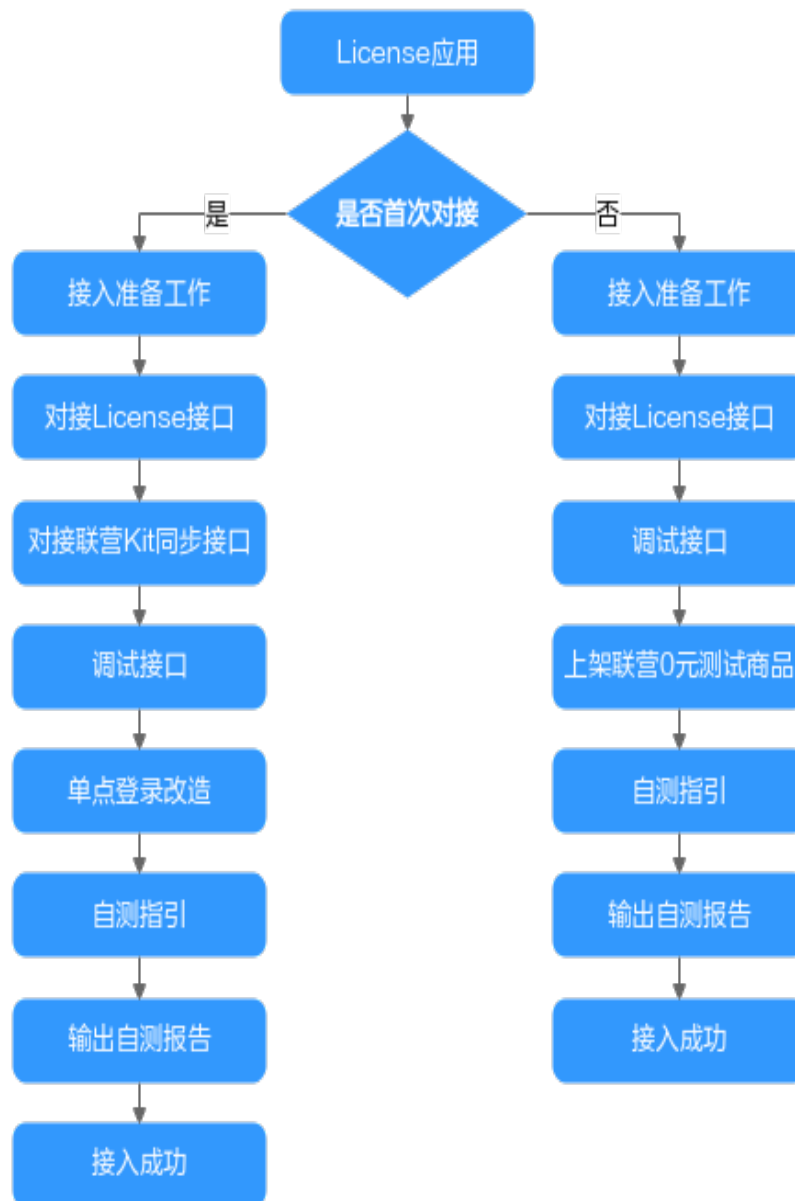 License应用
是否首次对接
是
否
接入准备工作
对接License接口
对接联营Kit同步接口
调试接口
单点登录改造
自测指引
输出自测报告
接入成功
接入准备工作
对接License接口
调试接口
上架联营0元测试商品
自测指引
输出自测报告
接入成功